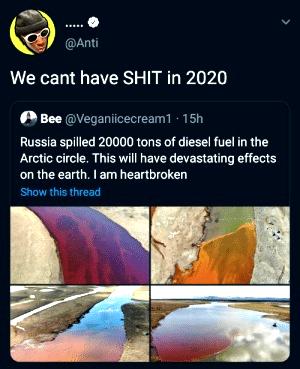 .....
@Anti
We cant have SHIT in 2020
Bee @Veganiicecream1 · 15h
Russia spilled 20000 tons of diesel fuel in the
Arctic circle. This will have devastating effects
on the earth. I am heartbroken
Show this thread